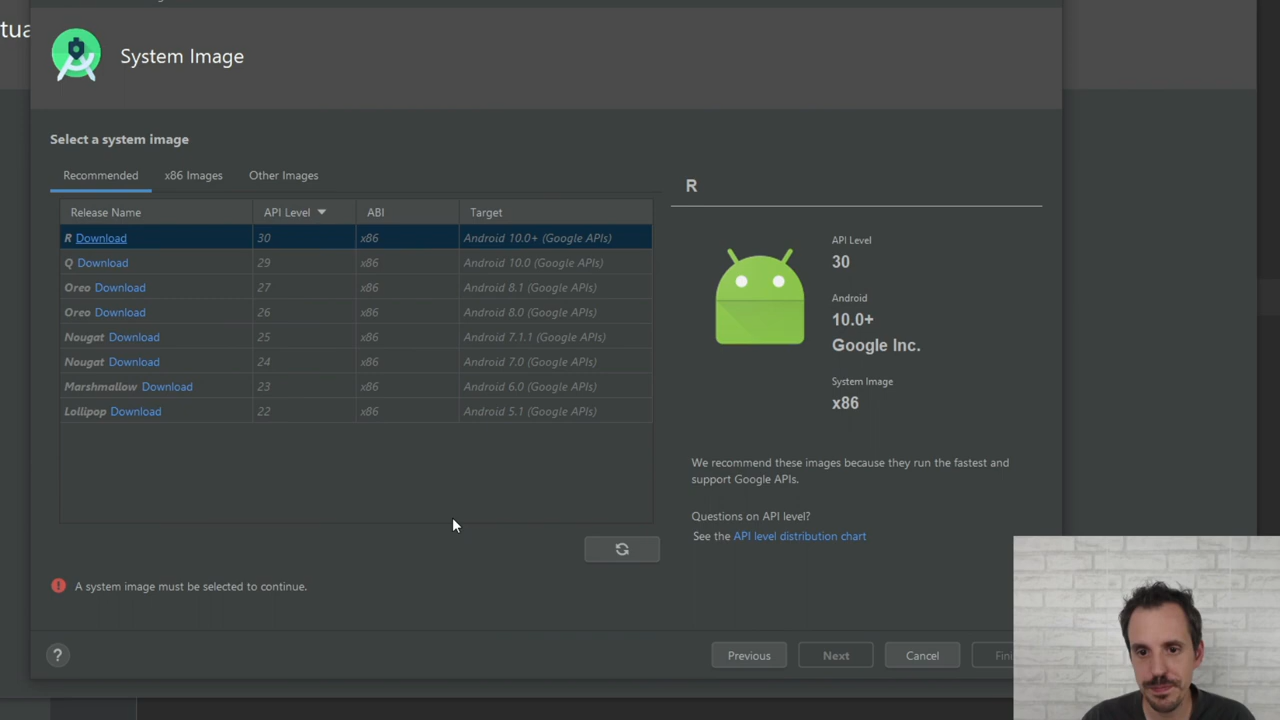 System Image
Select a system image
Recommended x86 Images Other Images
Release Name API Level ABI Target
R Download 30 x86 Android 10.0+ (Google APIs)
Q Download 29 x86 Android 10.0 (Google APIs)
Oreo Download 27 x86 Android 8.1 (Google APIs)
Oreo Download 26 x86 Android 8.0 (Google APIs)
Nougat Download 25 x86 Android 7.1.1 (Google APIs)
Nougat Download 24 x86 Android 7.0 (Google APIs)
Marshmallow Download 23 x86 Android 6.0 (Google APIs)
Lollipop Download 22 x86 Android 5.1 (Google APIs)
A system image must be selected to continue.
R
API Level
30
Android
10.0+
Google Inc.
System Image
x86
We recommend these images because they run the fastest and
support Google APIs.
Questions on API level?
See the API level distribution chart
? Previous Next Cancel